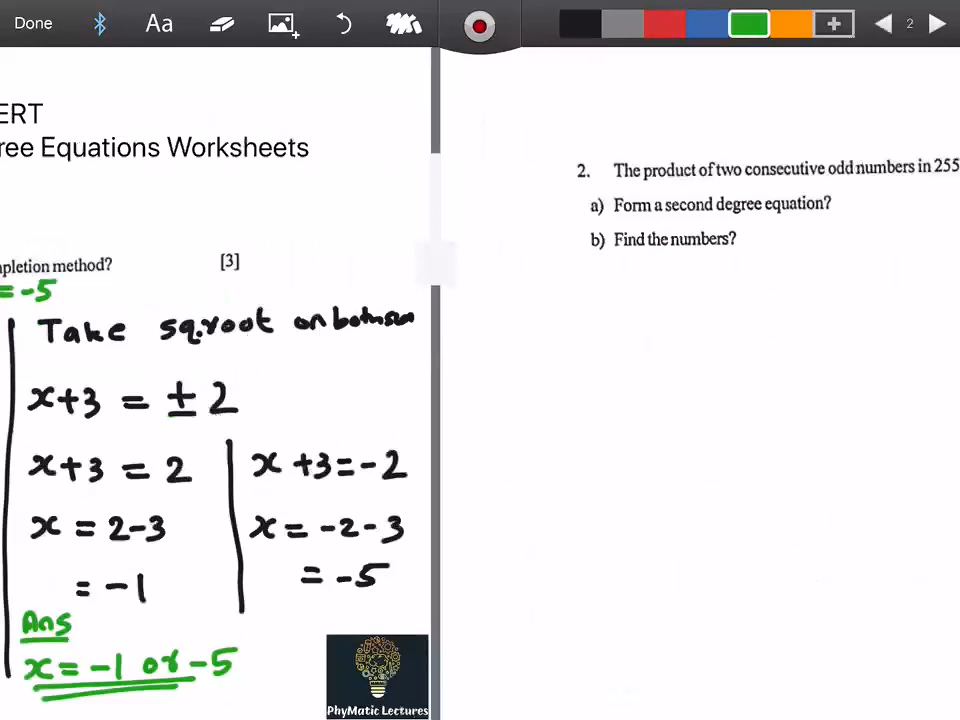 Done
Aa
2
ERT
ree Equations Worksheets
pletion method? [3]
= -5
Take sq.root on both
x+3 = ± 2
x+3 = 2
x = 2-3
= -1
x +3 = -2
x = -2 - 3
= -5
Ans
x = -1 or -5
PhyMatic Lectures
2. The product of two consecutive odd numbers in 255
a) Form a second degree equation?
b) Find the numbers?